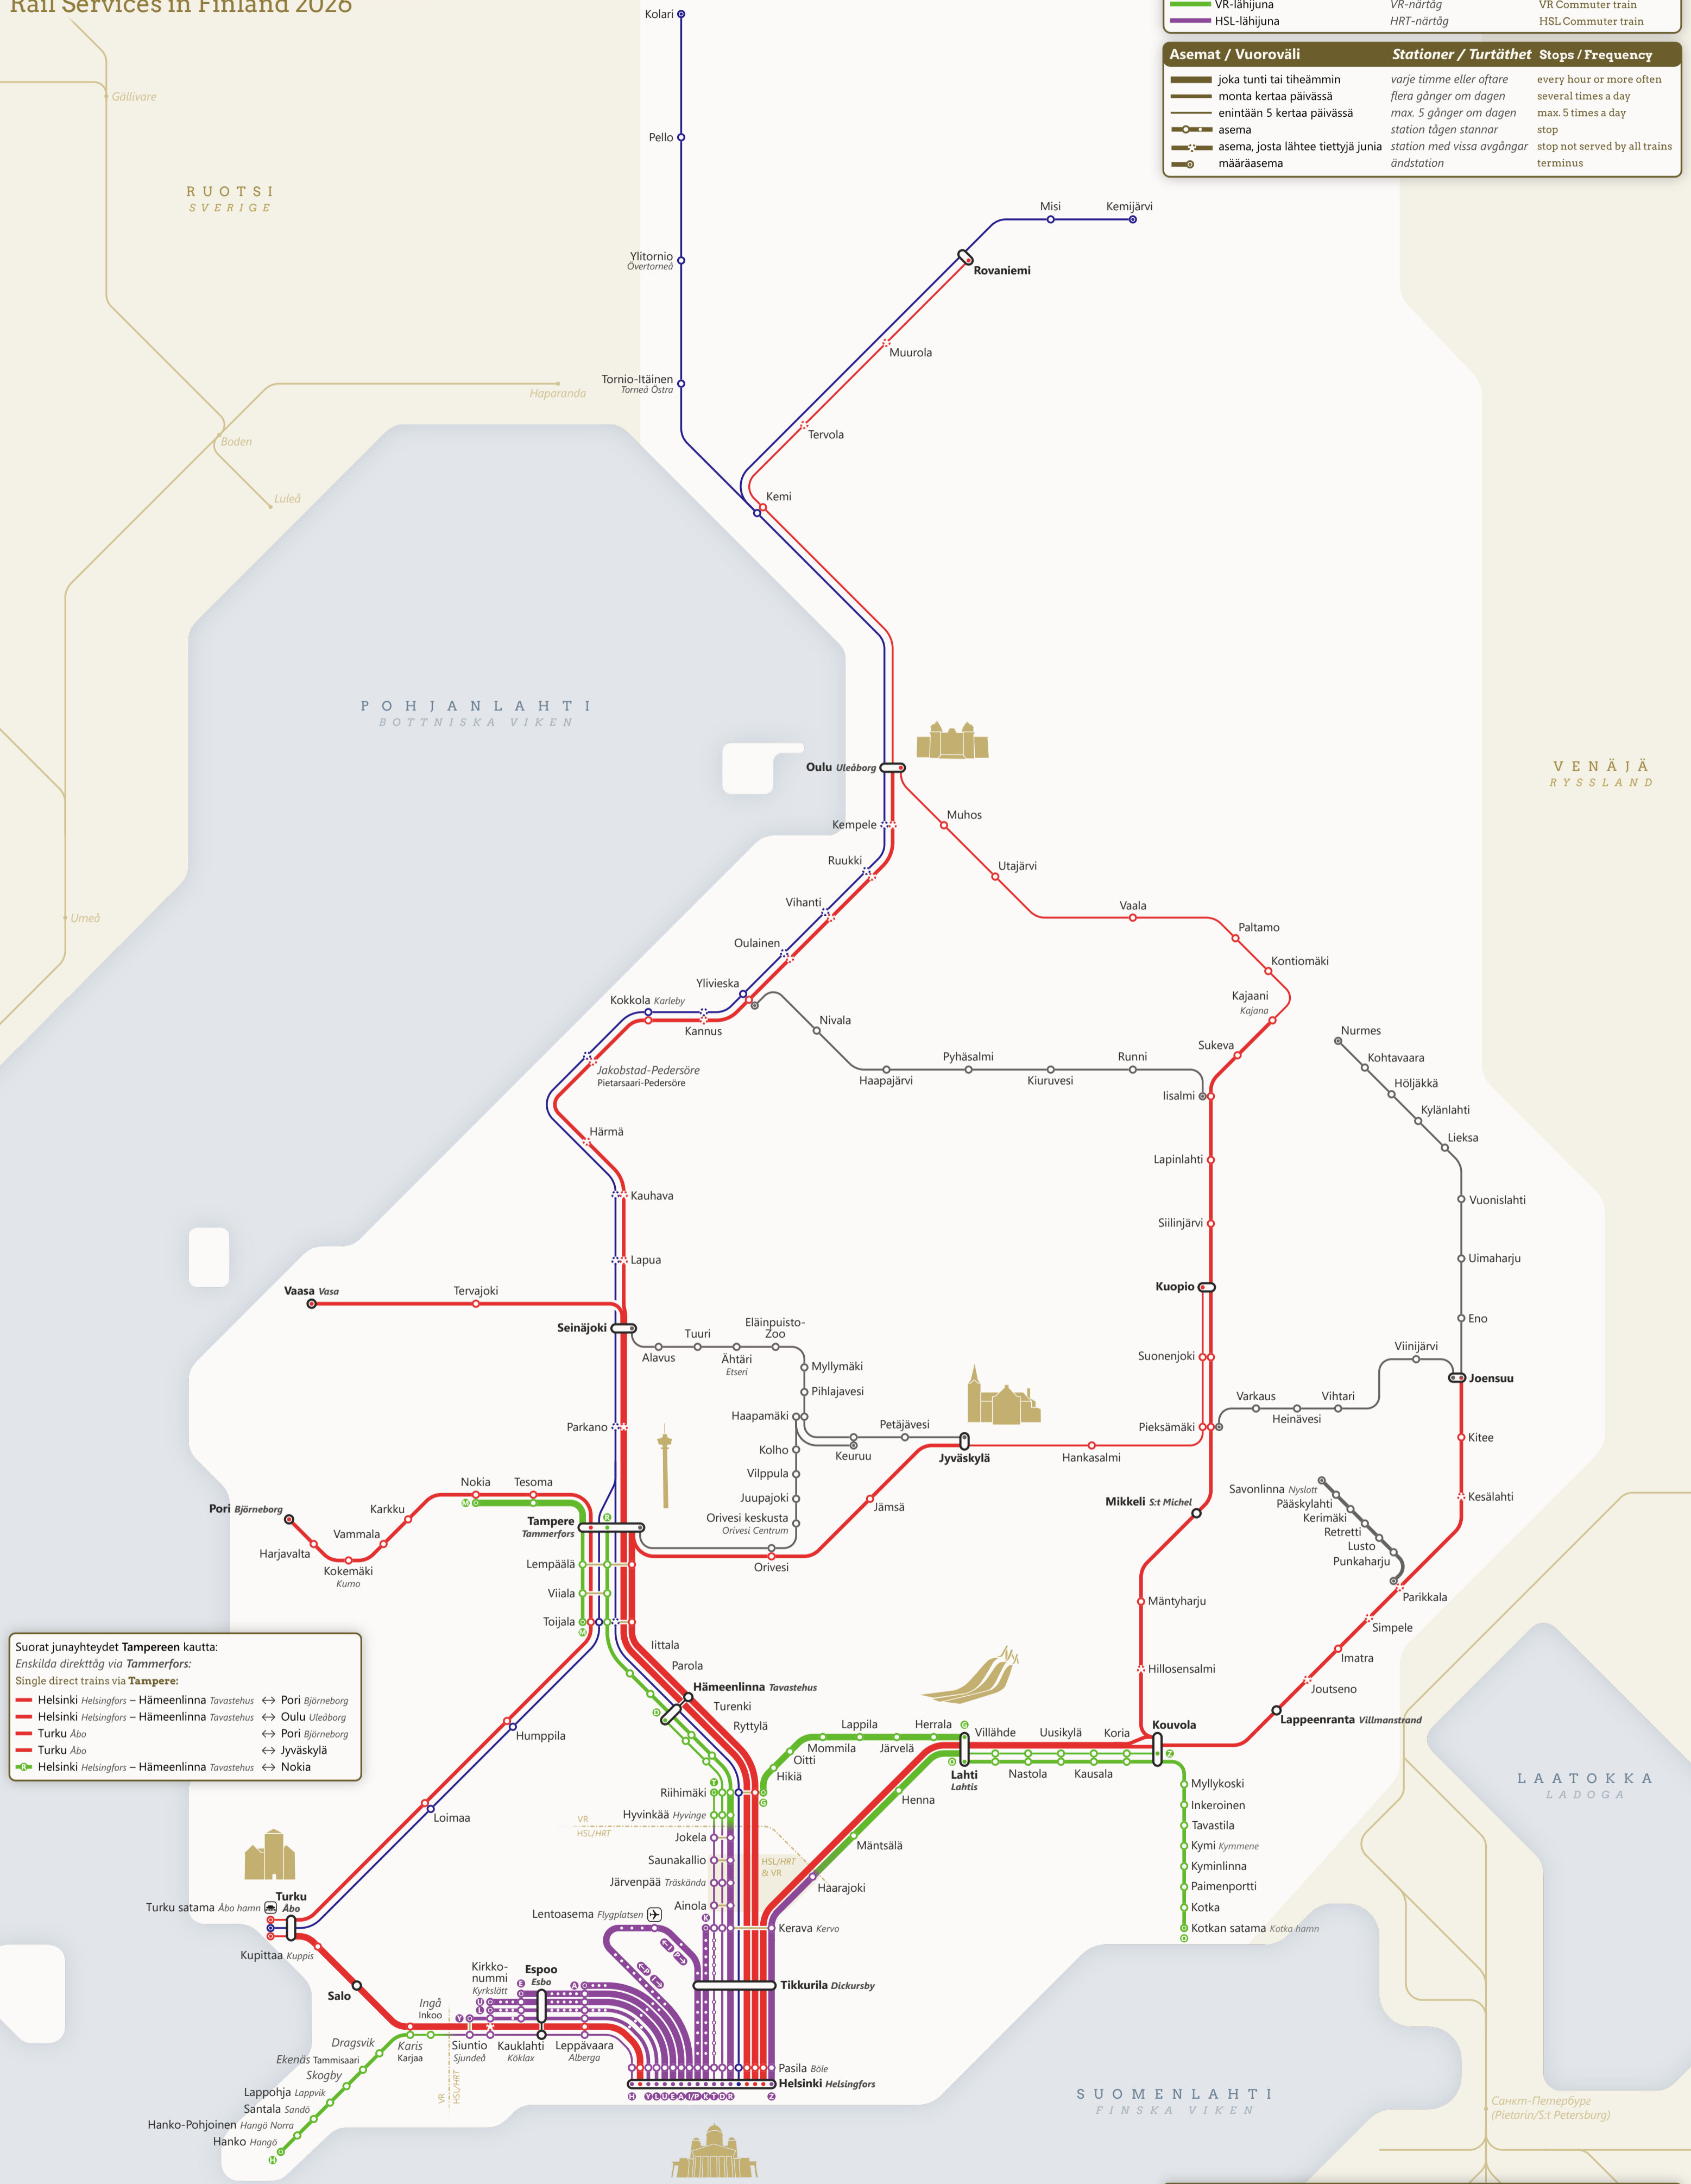 Rail Services in Finland 2026
VR-lähijuna VR-närtåg VR Commuter train
HSL-lähijuna HRT-närtåg HSL Commuter train
Asemat / Vuoroväli Stationer / Turtäthet Stops / Frequency
joka tunti tai tiheämmin varje timme eller oftare every hour or more often
monta kertaa päivässä flera gånger om dagen several times a day
enintään 5 kertaa päivässä max. 5 gånger om dagen max. 5 times a day
asema station tågen stannar stop
asema, josta lähtee tiettyjä junia station med vissa avgångar stop not served by all trains
määräasema ändstation terminus
Kolari
Gällivare
Pello
RUOTSI
SVERIGE
Misi
Kemijärvi
Ylitornio
Övertorneå
Rovaniemi
Muurola
Tornio-Itäinen
Torneå Östra
Haparanda
Tervola
Boden
Luleå
Kemi
POHJANLAHTI
BOTTNISKA VIKEN
VENÄJÄ
RYSSLAND
Oulu Uleåborg
Muhos
Kempele
Ruukki
Utajärvi
Vihanti
Vaala
Umeå
Paltamo
Oulainen
Kontiomäki
Ylivieska
Kajaani
Kajana
Kokkola Karleby
Kannus
Nivala
Nurmes
Sukeva
Kohtavaara
Pyhäsalmi
Runni
Jakobstad-Pedersöre
Pietarsaari-Pedersöre
Haapajärvi
Kiuruvesi
Höljäkkä
Iisalmi
Kylänlahti
Härmä
Lieksa
Lapinlahti
Kauhava
Vuonislahti
Siilinjärvi
Lapua
Uimaharju
Vaasa Vasa
Tervajoki
Kuopio
Eno
Seinäjoki
Eläinpuisto-
Zoo
Tuuri
Alavus
Ähtäri
Etseri
Myllymäki
Suonenjoki
Viinijärvi
Joensuu
Pihlajavesi
Varkaus
Vihtari
Heinävesi
Haapamäki
Petäjävesi
Parkano
Pieksämäki
Kitee
Kolho
Keuruu
Jyväskylä
Hankasalmi
Vilppula
Nokia
Tesoma
M
Savonlinna Nyslott
Kesälahti
Juupajoki
Jämsä
Mikkeli S:t Michel
Pääskylahti
Pori Björneborg
Karkku
Kerimäki
R
Tampere
Tammerfors
Orivesi keskusta
Orivesi Centrum
Retretti
Vammala
Lusto
Harjavalta
Punkaharju
Lempäälä
Orivesi
Kokemäki
Kumo
Viiala
Mäntyharju
Parikkala
Toijala
M
Simpele
Suorat junayhteydet Tampereen kautta:
Enskilda direkttåg via Tammerfors:
Single direct trains via Tampere:
Helsinki Helsingfors – Hämeenlinna Tavastehus ↔ Pori Björneborg
Helsinki Helsingfors – Hämeenlinna Tavastehus ↔ Oulu Uleåborg
Turku Åbo ↔ Pori Björneborg
Turku Åbo ↔ Jyväskylä
R Helsinki Helsingfors – Hämeenlinna Tavastehus ↔ Nokia
Iittala
Parola
Hillosensalmi
Imatra
Hämeenlinna Tavastehus
Joutseno
D
Turenki
Lappeenranta Villmanstrand
Ryttylä
Humppila
Lappila
Herrala
G
Villähde
Uusikylä
Koria
Kouvola
Mommila
Järvelä
Z
Oitti
O
Lahti
Lahtis
Nastola
Kausala
Hikiä
LAATOKKA
LADOGA
T
Riihimäki
G
Henna
Myllykoski
Inkeroinen
Loimaa
Hyvinkää Hyvinge
VR
HSL/HRT
Tavastila
Jokela
Mäntsälä
Kymi Kymmene
Saunakallio
HSL/HRT
& VR
Kyminlinna
Järvenpää Träskända
Haarajoki
Paimenportti
Turku
Åbo
Turku satama Åbo hamn
Ainola
Kotka
Lentoasema Flygplatsen
K
Kerava Kervo
Kotkan satama Kotka hamn
O
Kupittaa Kuppis
Kirkko-
nummi
Kyrkslätt
Espoo
Esbo
E
A
Tikkurila Dickursby
Salo
U
L
Y
Ingå
Inkoo
Karis
Karjaa
Siuntio
Sjundeå
Kauklahti
Köklax
Leppävaara
Alberga
Dragsvik
Ekenäs Tammisaari
VR
HSL/HRT
Pasila Böle
Skogby
Helsinki Helsingfors
H Y L U E A I/P K T D R Z
Lappohja Lappvik
Santala Sandö
SUOMENLAHTI
FINSKA VIKEN
Hanko-Pohjoinen Hangö Norra
Санкт-Петербург
(Pietarin/S:t Petersburg)
Hanko Hangö
H